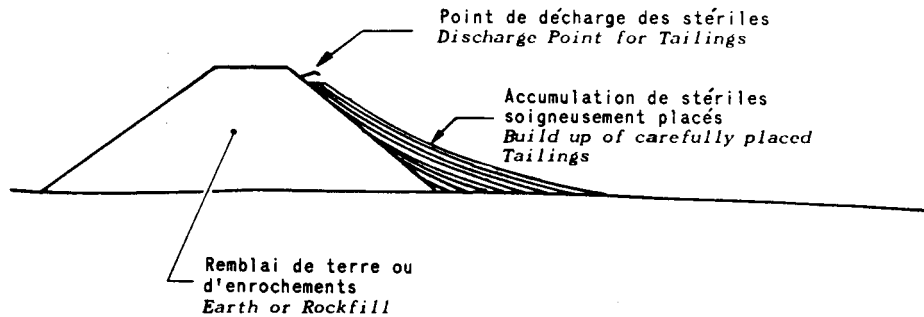 Point de décharge des stériles
Discharge Point for Tailings
Accumulation de stériles
soigneusement placés
Build up of carefully placed
Tailings
Remblai de terre ou
d'enrochements
Earth or Rockfill